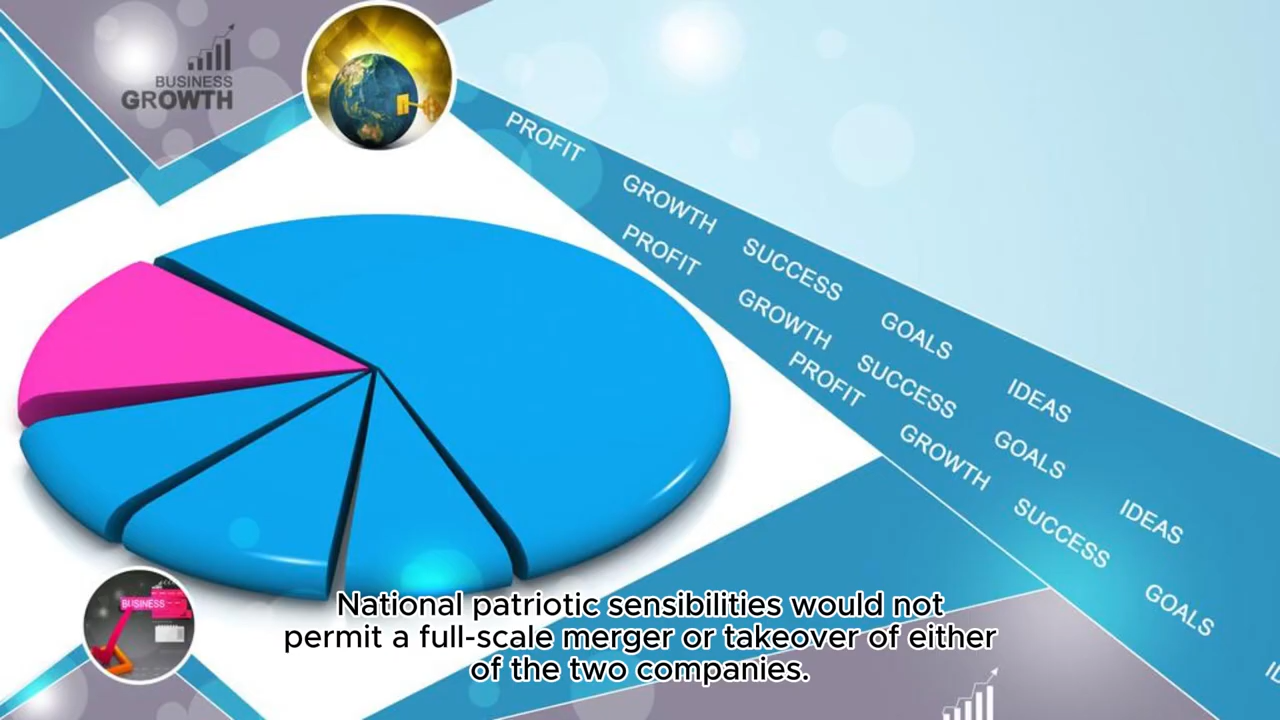 BUSINESS
GROWTH
PROFIT
GROWTH
SUCCESS
GOALS
IDEAS
PROFIT
GROWTH
SUCCESS
GOALS
IDEAS
PROFIT
GROWTH
SUCCESS
GOALS
BUSINESS
National patriotic sensibilities would not
permit a full-scale merger or takeover of either
of the two companies.